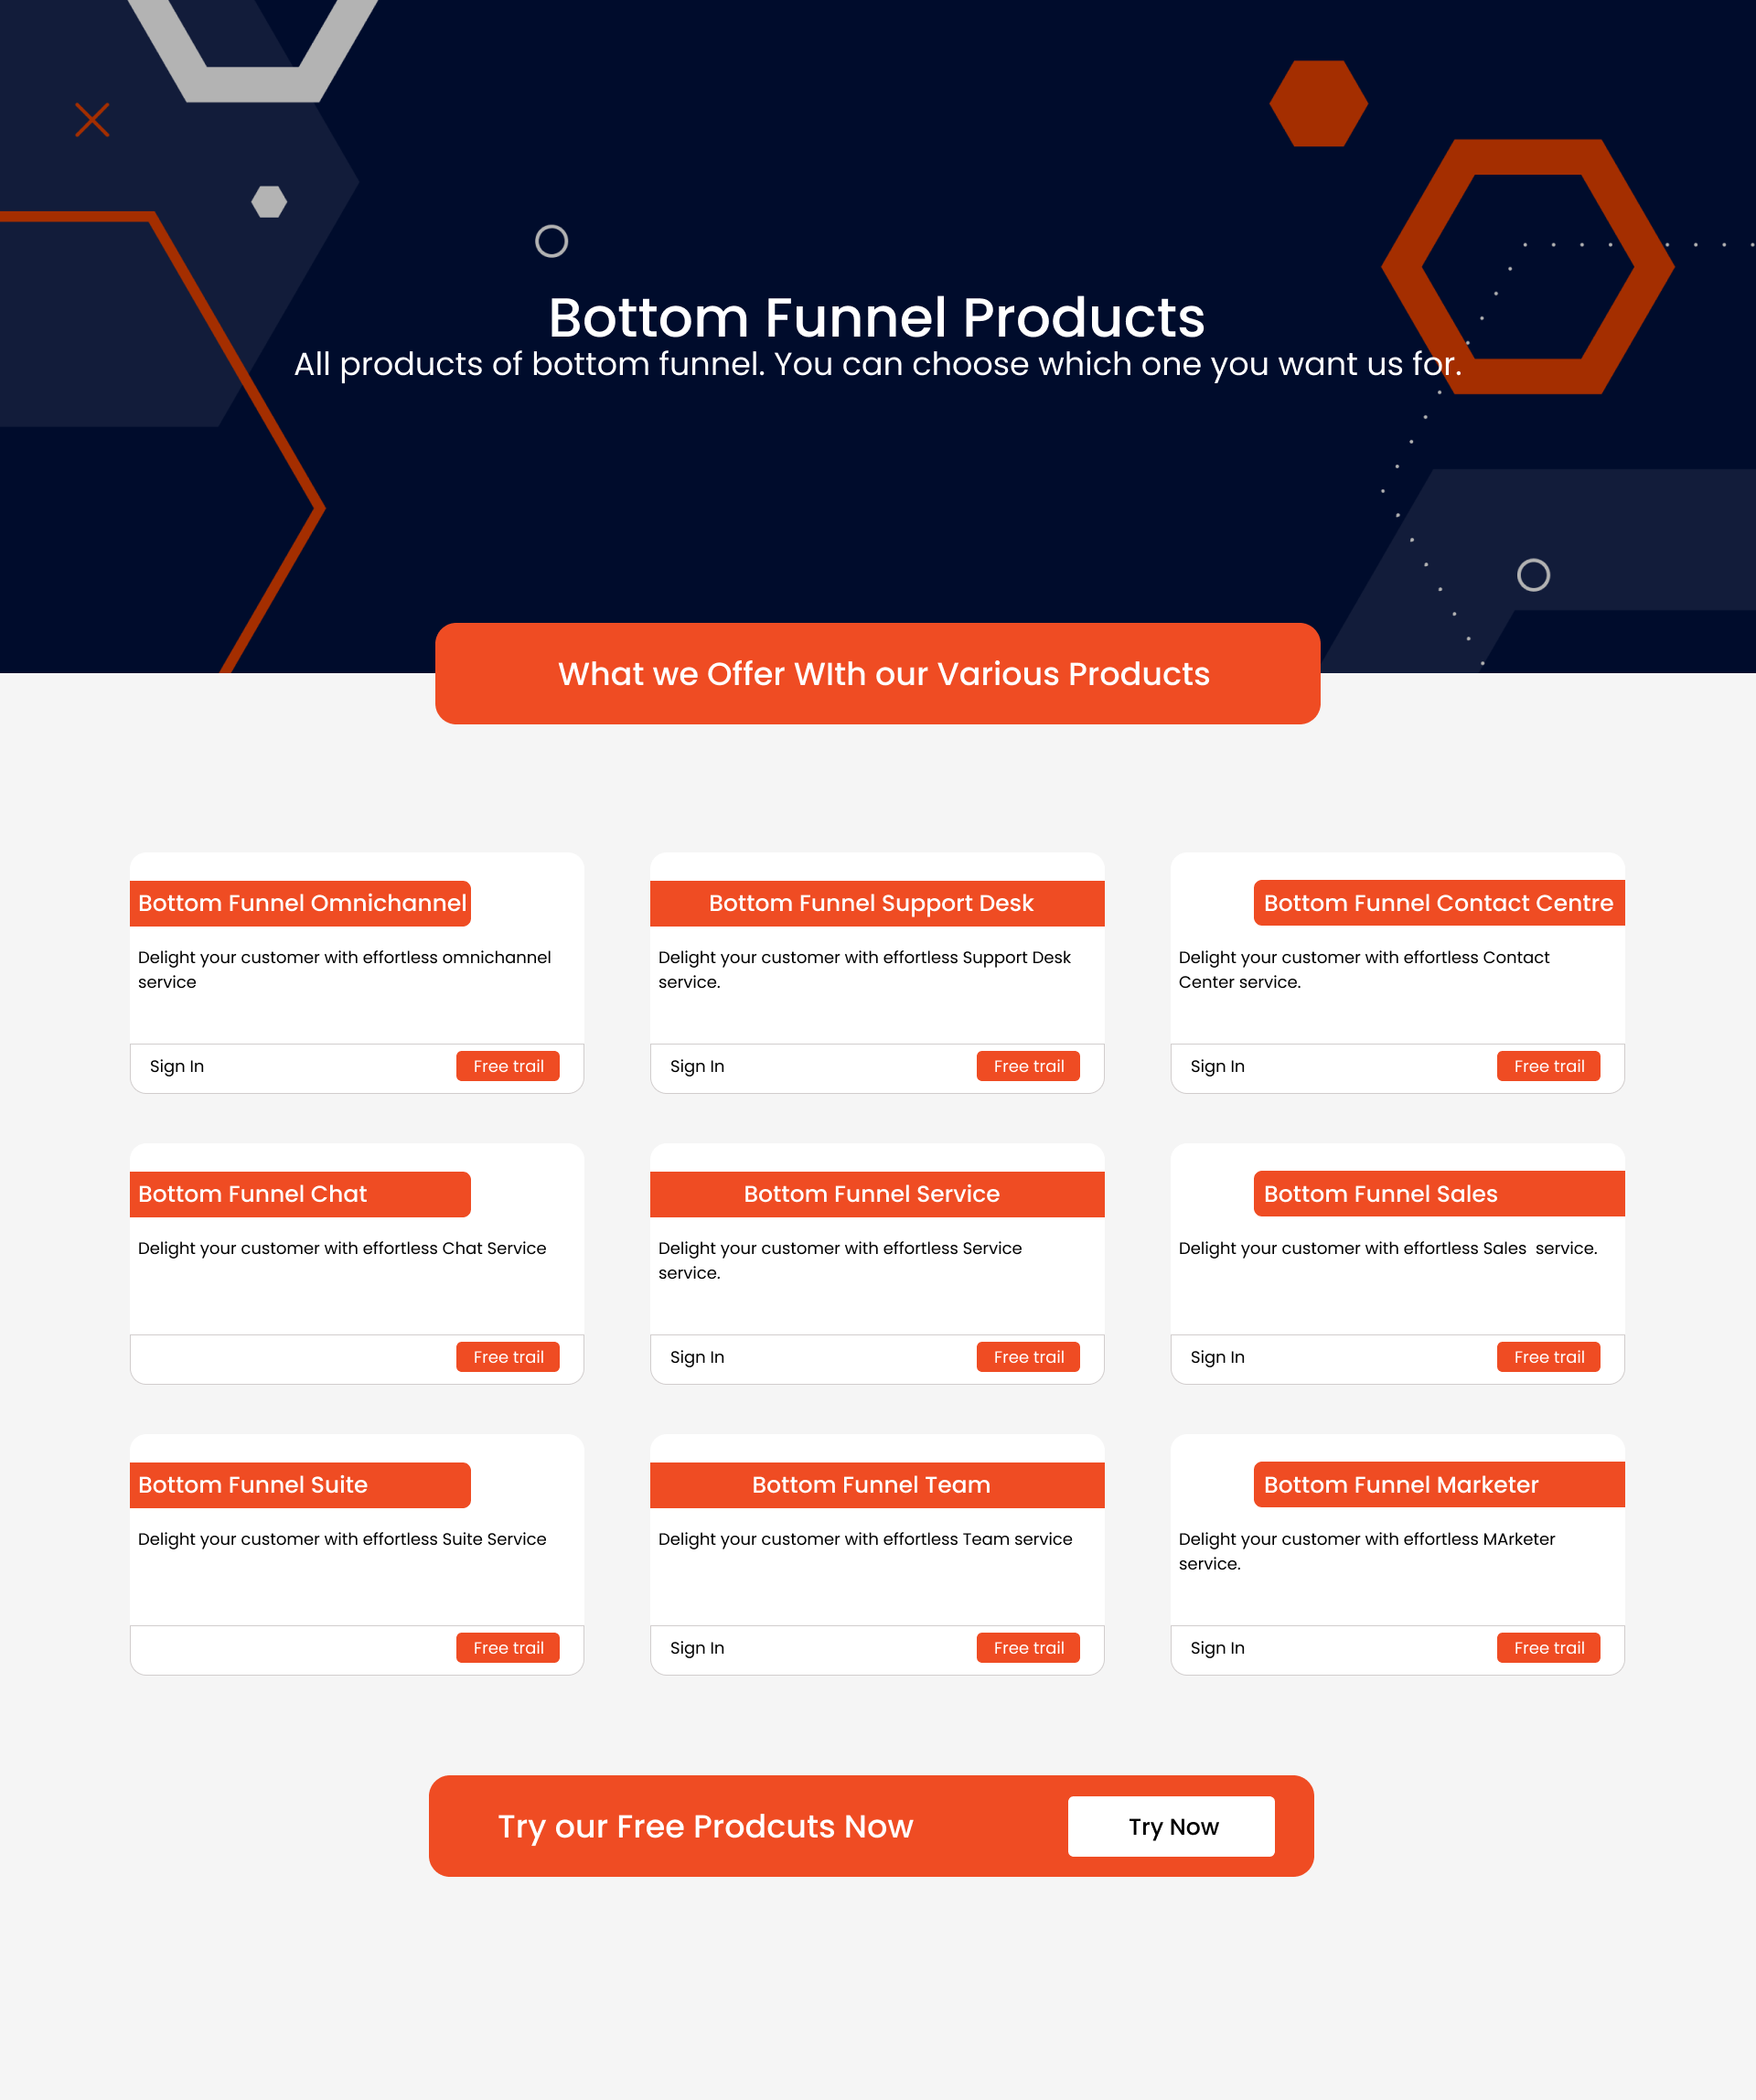 Bottom Funnel Products
All products of bottom funnel. You can choose which one you want us for.
What we Offer WIth our Various Products
Bottom Funnel Omnichannel
Delight your customer with effortless omnichannel
service
Sign In
Free trail
Bottom Funnel Support Desk
Delight your customer with effortless Support Desk
service.
Sign In
Free trail
Bottom Funnel Contact Centre
Delight your customer with effortless Contact
Center service.
Sign In
Free trail
Bottom Funnel Chat
Delight your customer with effortless Chat Service
Free trail
Bottom Funnel Service
Delight your customer with effortless Service
service.
Sign In
Free trail
Bottom Funnel Sales
Delight your customer with effortless Sales  service.
Sign In
Free trail
Bottom Funnel Suite
Delight your customer with effortless Suite Service
Free trail
Bottom Funnel Team
Delight your customer with effortless Team service
Sign In
Free trail
Bottom Funnel Marketer
Delight your customer with effortless MArketer
service.
Sign In
Free trail
Try our Free Prodcuts Now
Try Now